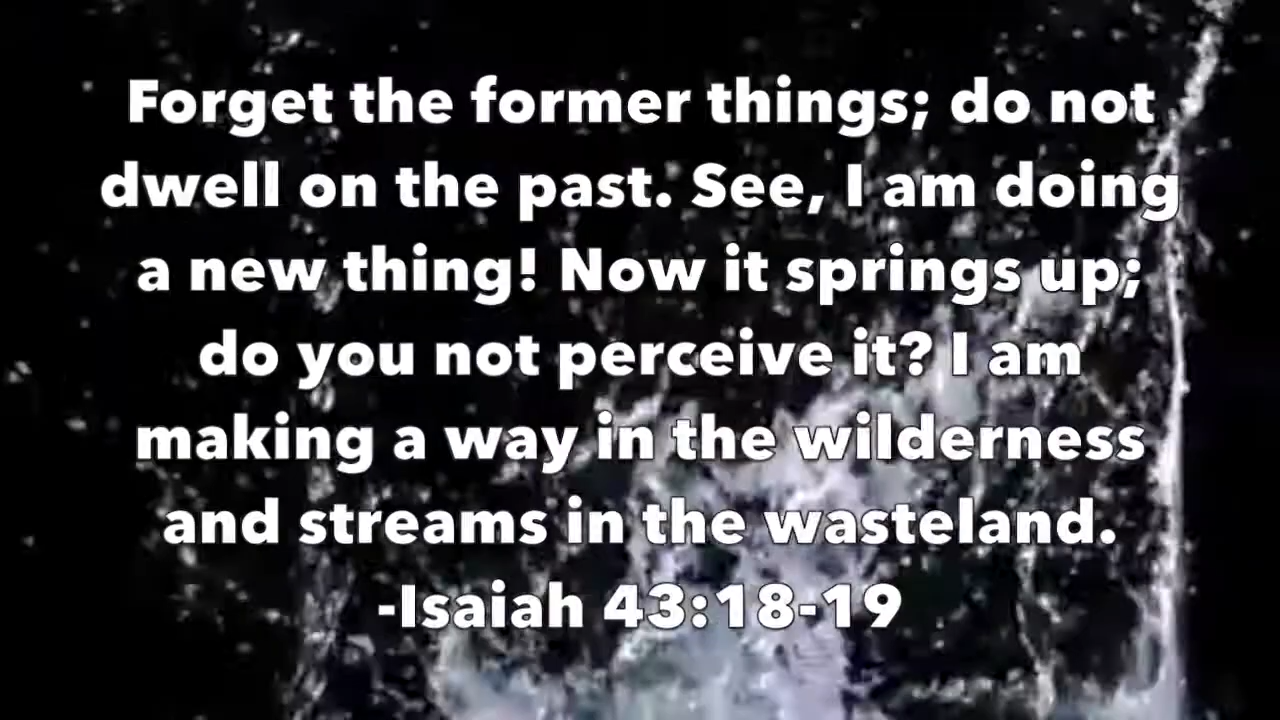 Forget the former things; do not
dwell on the past. See, I am doing
a new thing! Now it springs up;
do you not perceive it? I am
making a way in the wilderness
and streams in the wasteland.
-Isaiah 43:18-19